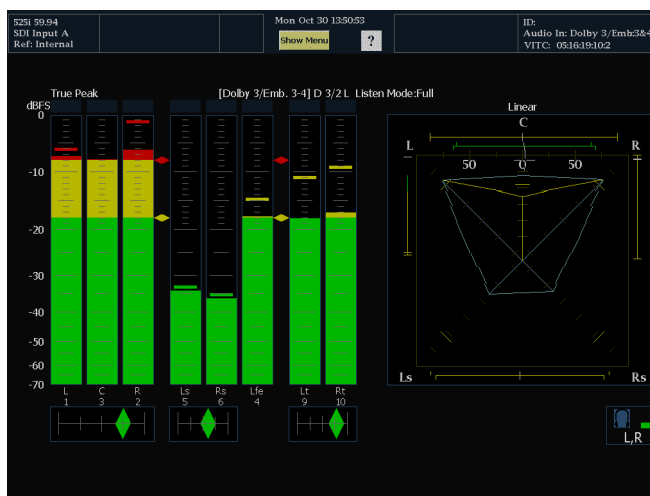 525i 59.94
SDI Input A
Ref: Internal
Mon Oct 30 13:50:53
Show Menu
?
ID:
Audio In: Dolby 3/Emb:3&4
VITC: 05:16:19:10:2
True Peak
[Dolby 3/Emb. 3-4] D 3/2 L Listen Mode:Full
dBFS
Linear
0
-10
-20
-30
-40
-50
-60
-70
C
L
R
50 0 50
Ls
Rs
L C R Ls Rs Lfe Lt Rt
1 3 2 5 6 4 9 10
L,R